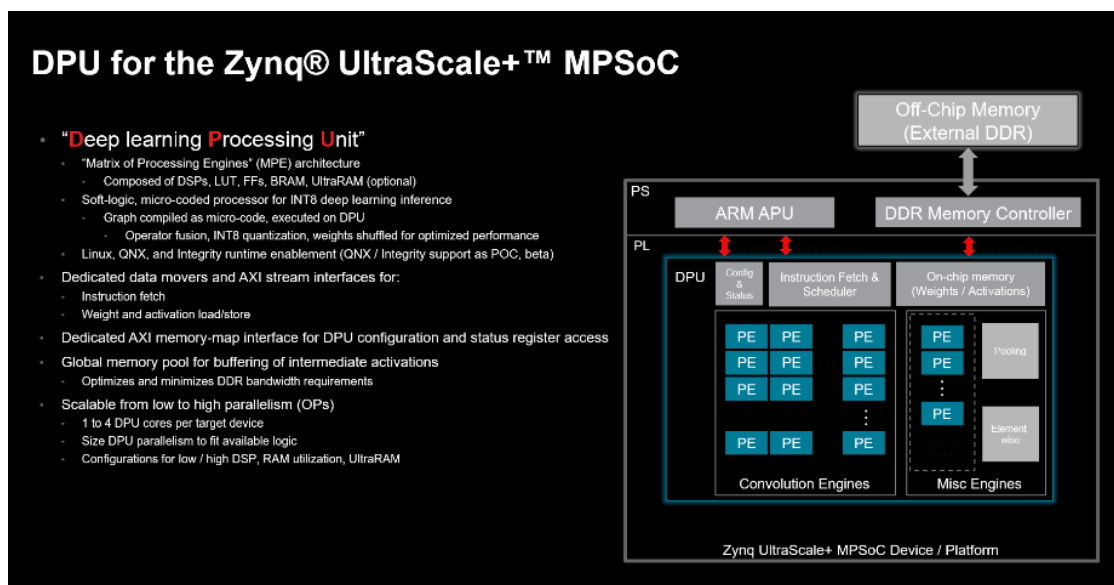 DPU for the Zynq® UltraScale+™ MPSoC
"Deep learning Processing Unit"
"Matrix of Processing Engines" (MPE) architecture
Composed of DSPs, LUT, FFs, BRAM, UltraRAM (optional)
Soft-logic, micro-coded processor for INT8 deep learning inference
Graph compiled as micro-code, executed on DPU
Operator fusion, INT8 quantization, weights shuffled for optimized performance
Linux, QNX, and Integrity runtime enablement (QNX / Integrity support as POC, beta)
Dedicated data movers and AXI stream interfaces for:
Instruction fetch
Weight and activation load/store
Dedicated AXI memory-map interface for DPU configuration and status register access
Global memory pool for buffering of intermediate activations
Optimizes and minimizes DDR bandwidth requirements
Scalable from low to high parallelism (OPs)
1 to 4 DPU cores per target device
Size DPU parallelism to fit available logic
Configurations for low / high DSP, RAM utilization, UltraRAM
Off-Chip Memory
(External DDR)
PS
ARM APU
DDR Memory Controller
PL
DPU
Config
&
Status
Instruction Fetch &
Scheduler
On-chip memory
(Weights / Activations)
PE PE PE
PE PE PE
PE PE PE
⋮
PE PE PE
Convolution Engines
PE
PE
⋮
PE
Pooling
Element
wise
Misc Engines
Zynq UltraScale+ MPSoC Device / Platform